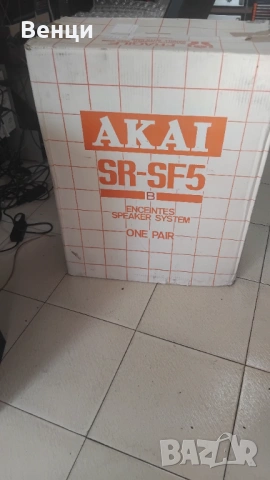 Венци
AKAI
SR-SF5
B
ENCEINTES
SPEAKER SYSTEM
ONE PAIR
BAZAR